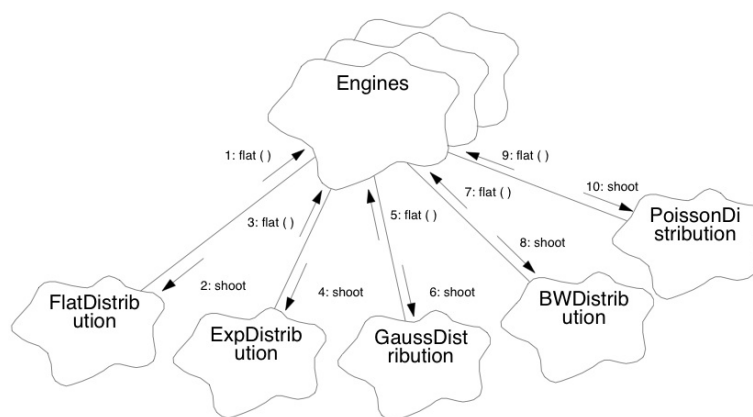 Engines
1: flat ( )
9: flat ( )
10: shoot
7: flat ( )
3: flat ( )
5: flat ( )
PoissonDi
stribution
8: shoot
2: shoot
4: shoot
6: shoot
FlatDistrib
ution
ExpDistrib
ution
GaussDist
ribution
BWDistrib
ution